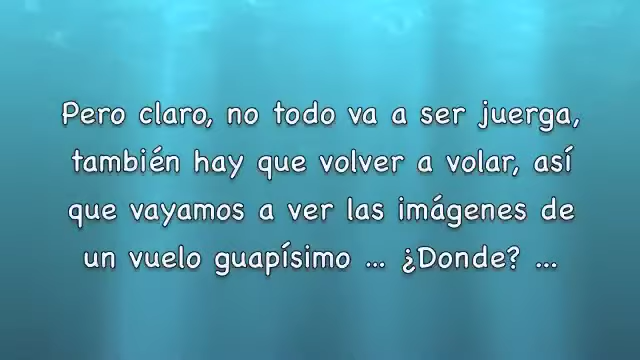 Pero claro, no todo va a ser juerga,
también hay que volver a volar, así
que vayamos a ver las imágenes de
un vuelo guapísimo ... ¿Donde? ...